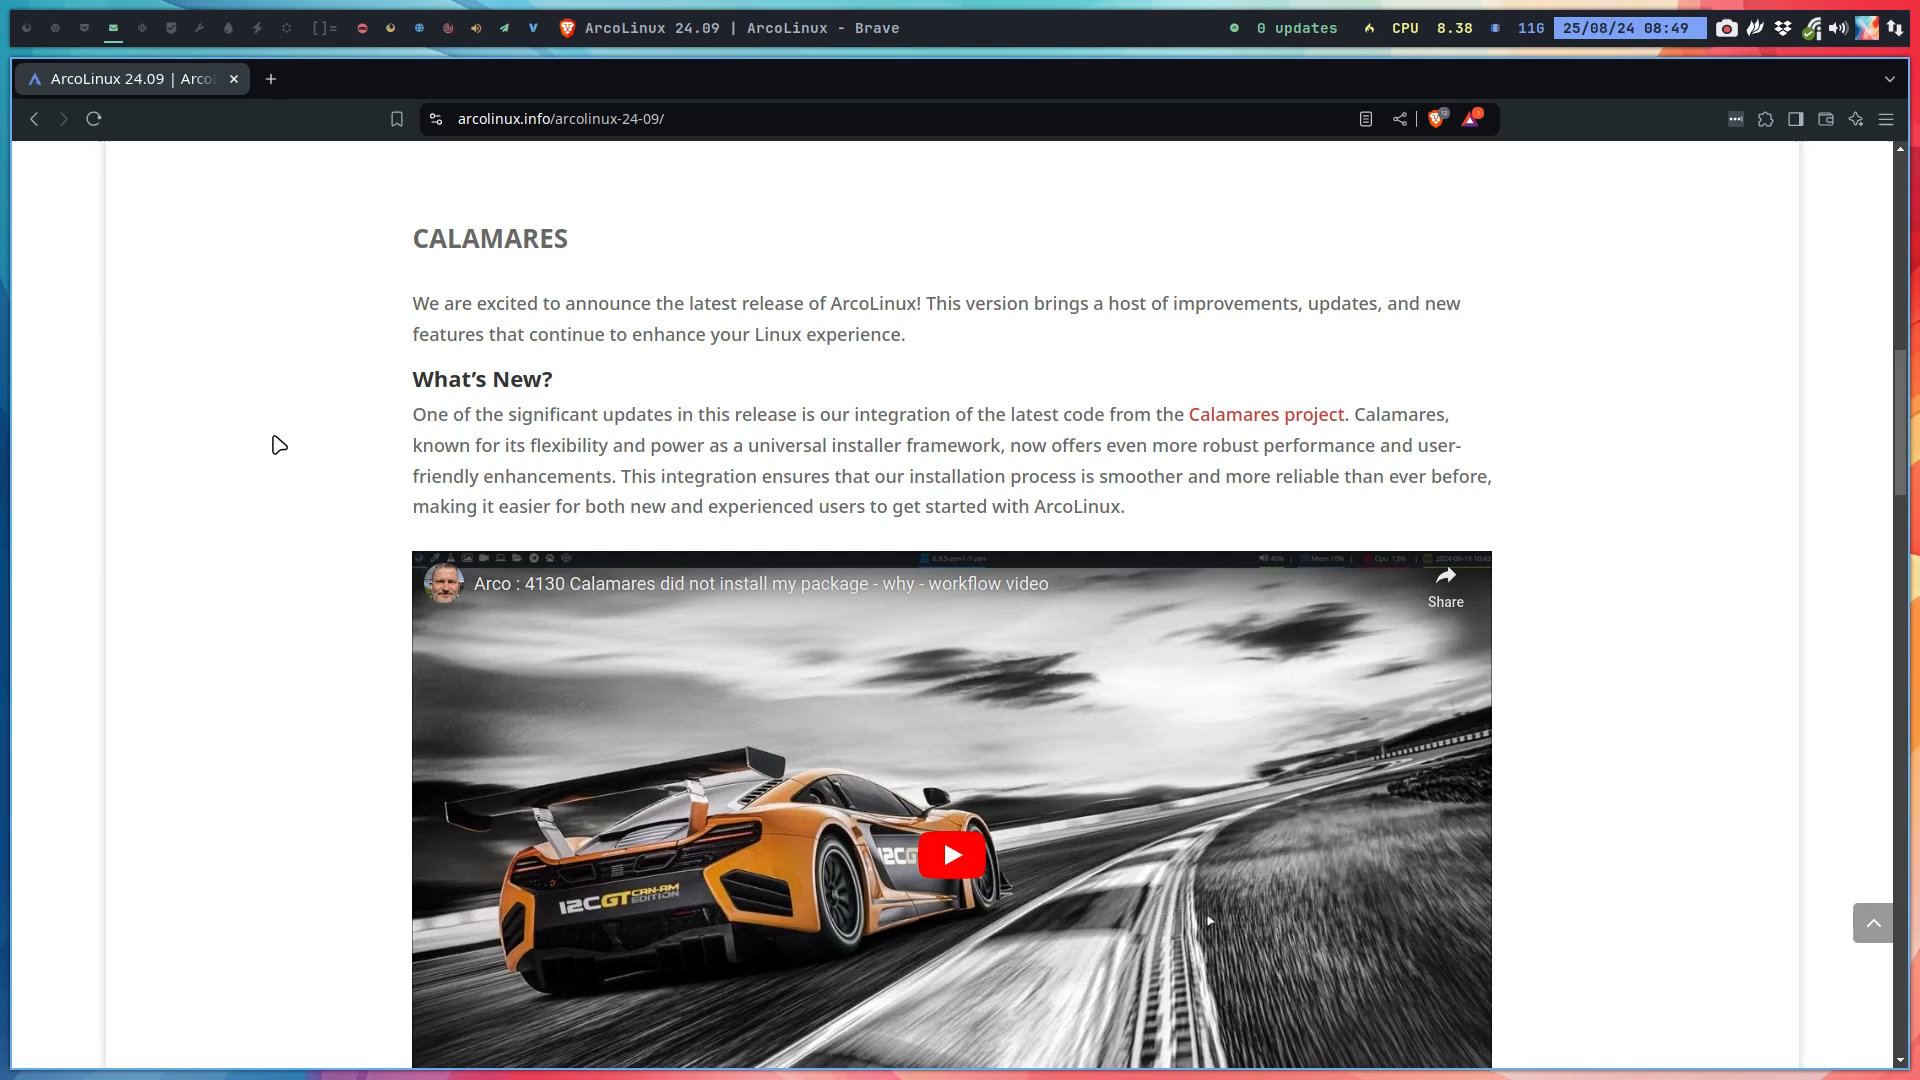 []=
ArcoLinux 24.09 | ArcoLinux - Brave
0 updates
CPU 8.38
11G
25/08/24 08:49
ArcoLinux 24.09 | Arco
arcolinux.info/arcolinux-24-09/
12
1
CALAMARES
We are excited to announce the latest release of ArcoLinux! This version brings a host of improvements, updates, and new
features that continue to enhance your Linux experience.
What's New?
One of the significant updates in this release is our integration of the latest code from the Calamares project. Calamares,
known for its flexibility and power as a universal installer framework, now offers even more robust performance and user-
friendly enhancements. This integration ensures that our installation process is smoother and more reliable than ever before,
making it easier for both new and experienced users to get started with ArcoLinux.
Arco : 4130 Calamares did not install my package - why - workflow video
Share
12CGT CAN-AM
EDITION